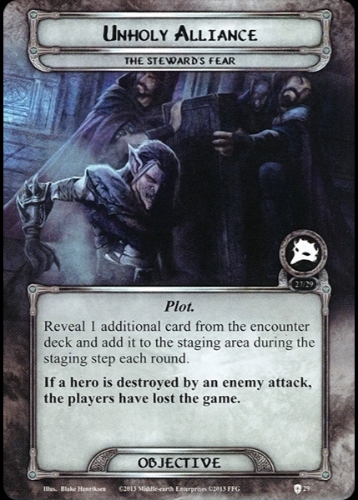 Unholy Alliance
The Steward's Fear
27/29
Plot.
Reveal 1 additional card from the encounter
deck and add it to the staging area during the
staging step each round.
If a hero is destroyed by an enemy attack,
the players have lost the game.
Illus. Blake Henriksen ©2013 Middle-earth Enterprises ©2013 FFG 29
Objective